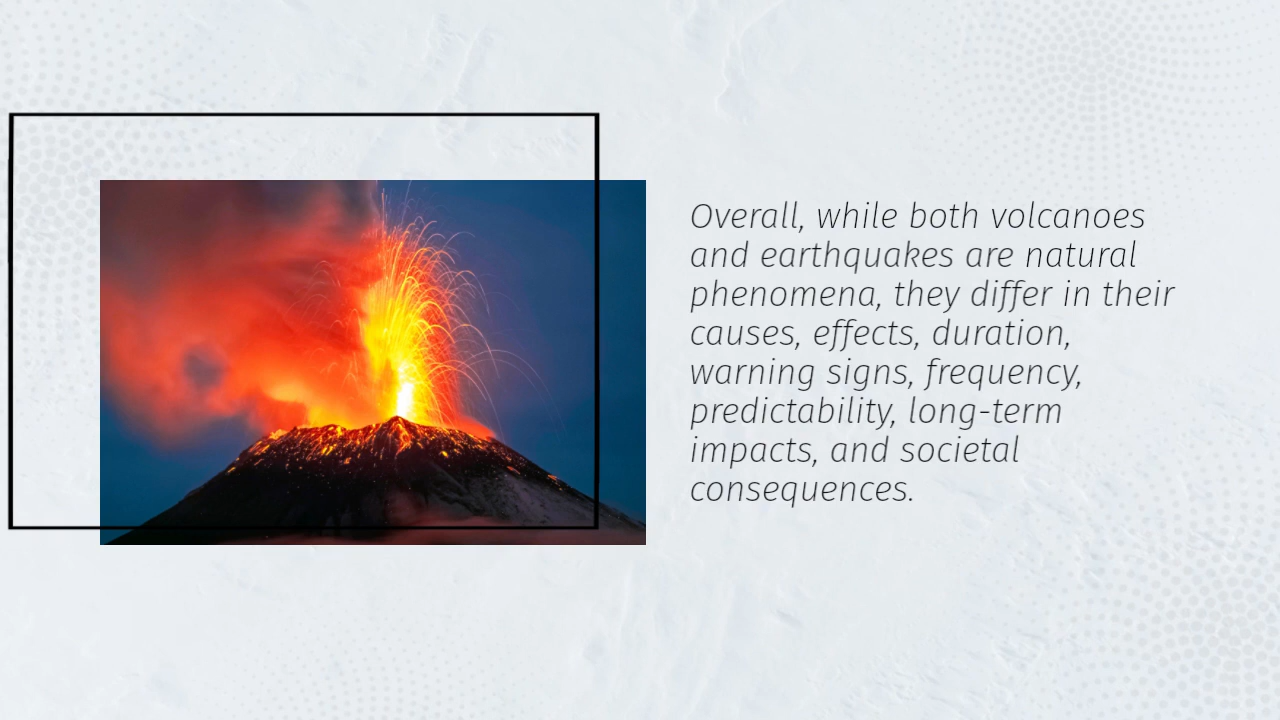 Overall, while both volcanoes
and earthquakes are natural
phenomena, they differ in their
causes, effects, duration,
warning signs, frequency,
predictability, long-term
impacts, and societal
consequences.